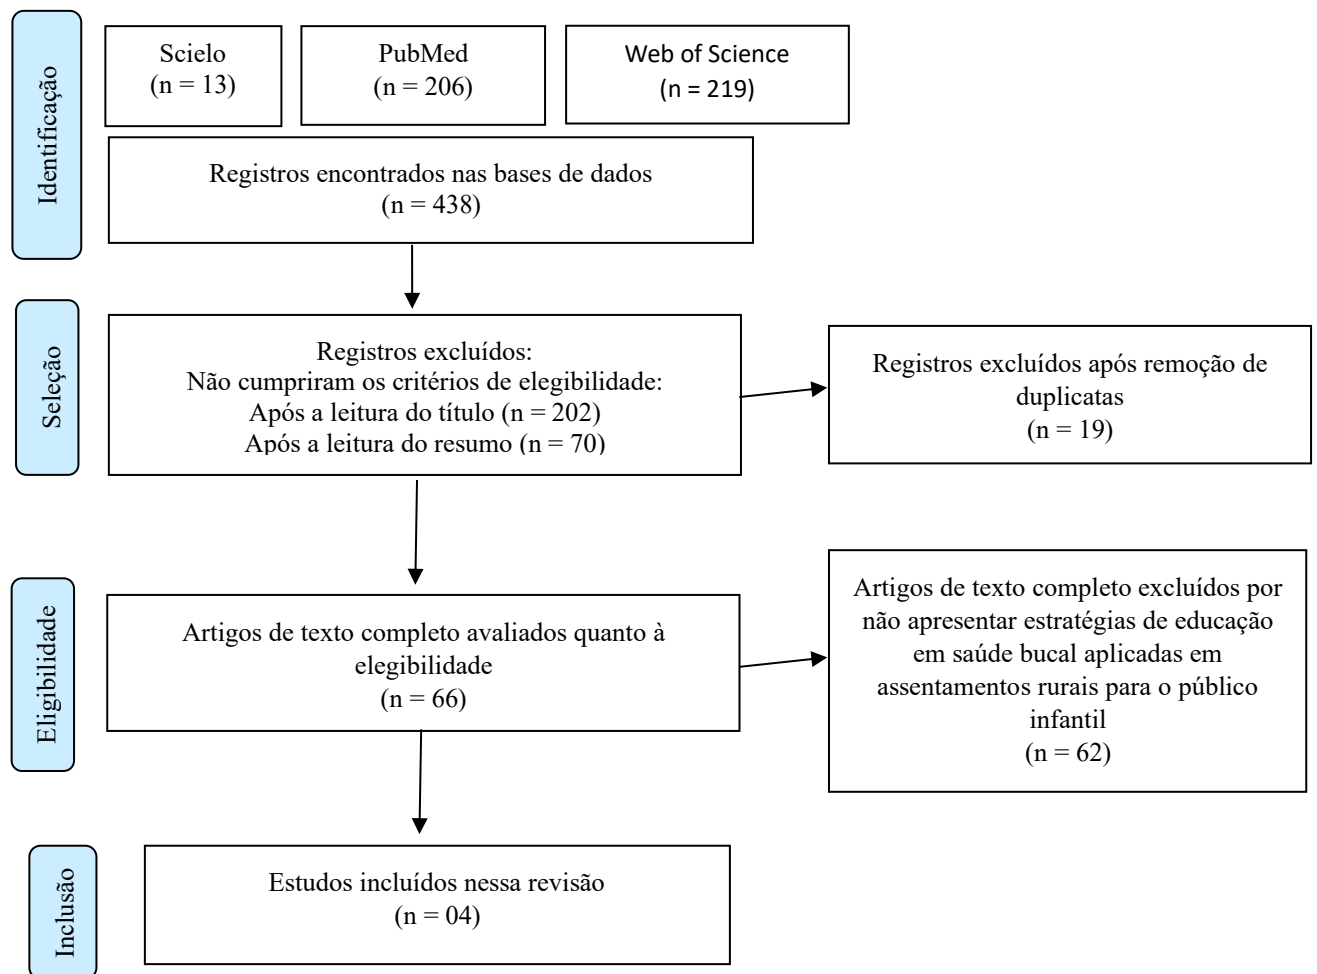 Identificação
Scielo
(n = 13)
PubMed
(n = 206)
Web of Science
(n = 219)
Registros encontrados nas bases de dados
(n = 438)
Seleção
Registros excluídos:
Não cumpriram os critérios de elegibilidade:
Após a leitura do título (n = 202)
Após a leitura do resumo (n = 70)
Registros excluídos após remoção de
duplicatas
(n = 19)
Eligibilidade
Artigos de texto completo avaliados quanto à
elegibilidade
(n = 66)
Artigos de texto completo excluídos por
não apresentar estratégias de educação
em saúde bucal aplicadas em
assentamentos rurais para o público
infantil
(n = 62)
Inclusão
Estudos incluídos nessa revisão
(n = 04)